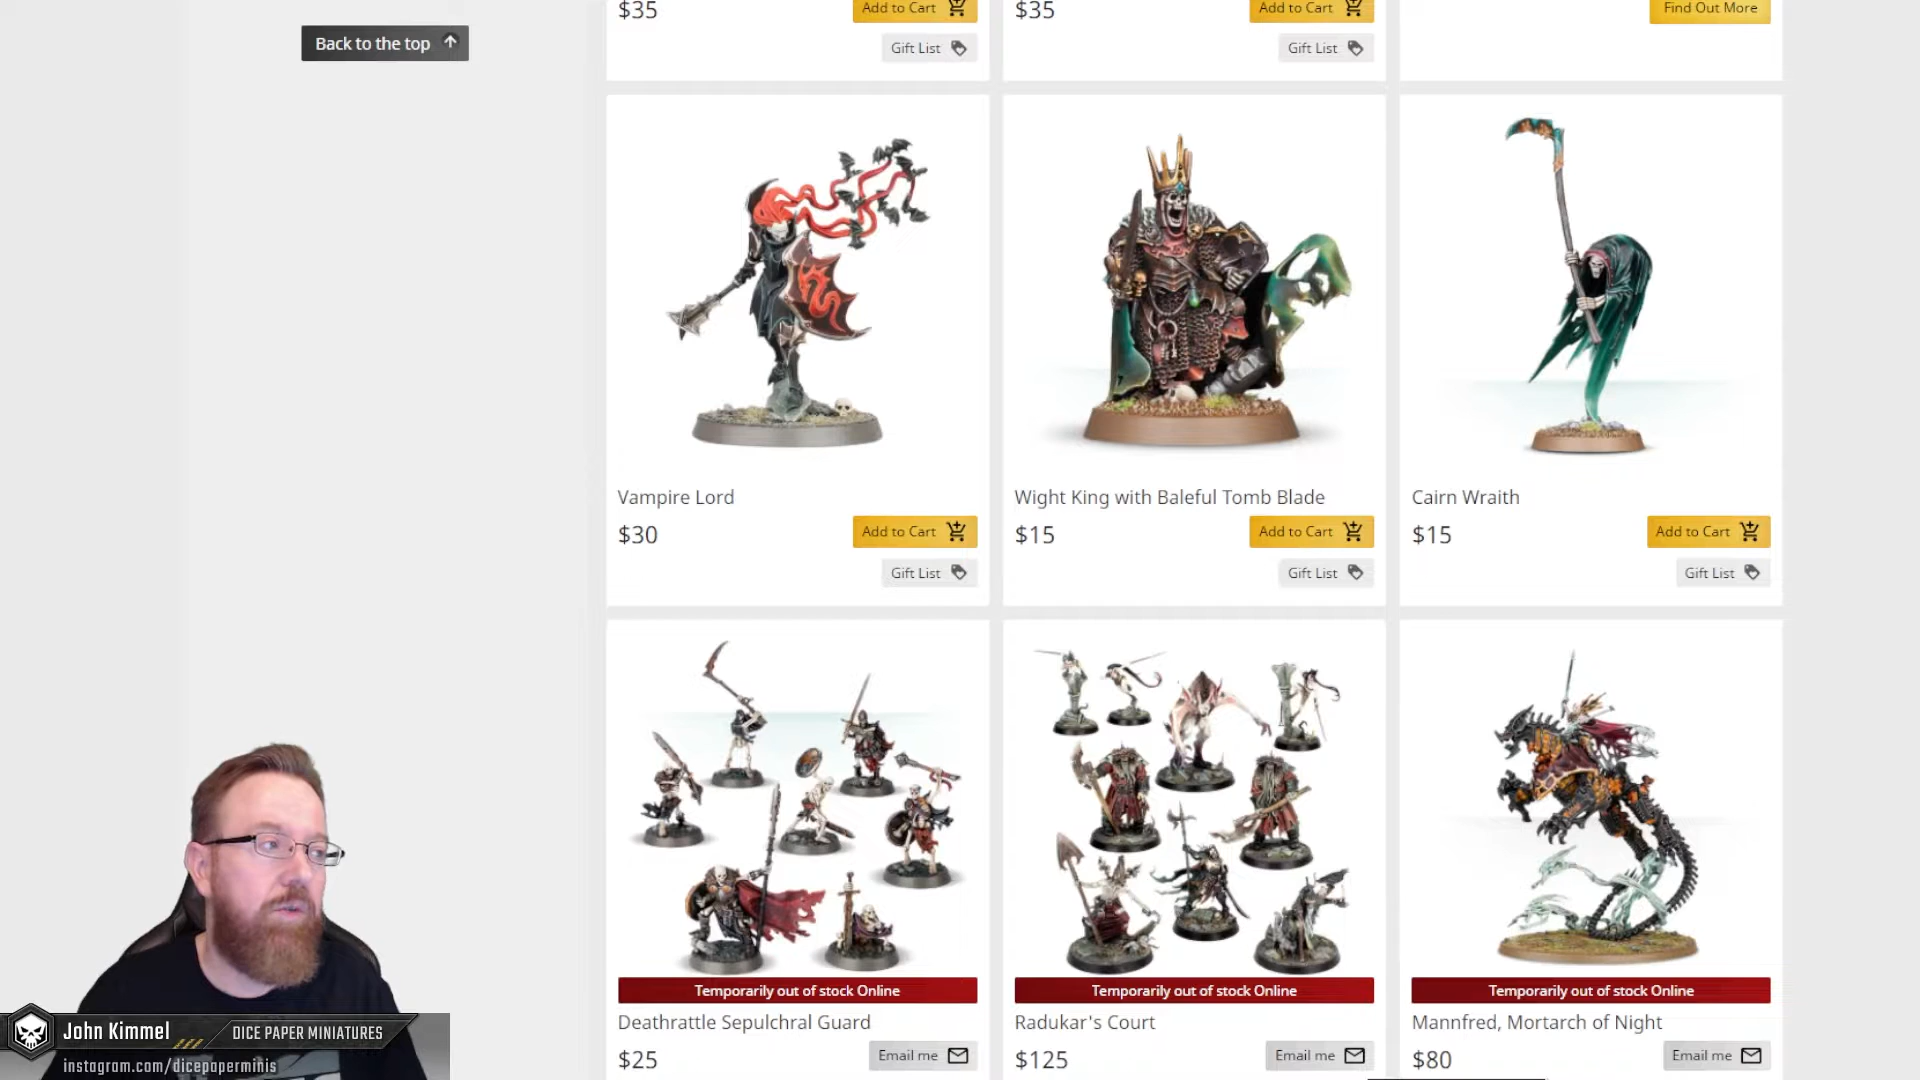 $35
Add to Cart
$35
Add to Cart
Find Out More
Back to the top
Gift List
Gift List
Vampire Lord
Wight King with Baleful Tomb Blade
Cairn Wraith
$30
Add to Cart
$15
Add to Cart
$15
Add to Cart
Gift List
Gift List
Gift List
Temporarily out of stock Online
Temporarily out of stock Online
Temporarily out of stock Online
Deathrattle Sepulchral Guard
Radukar's Court
Mannfred, Mortarch of Night
$25
Email me
$125
Email me
$80
Email me
John Kimmel
DICE PAPER MINIATURES
instagram.com/dicepaperminis